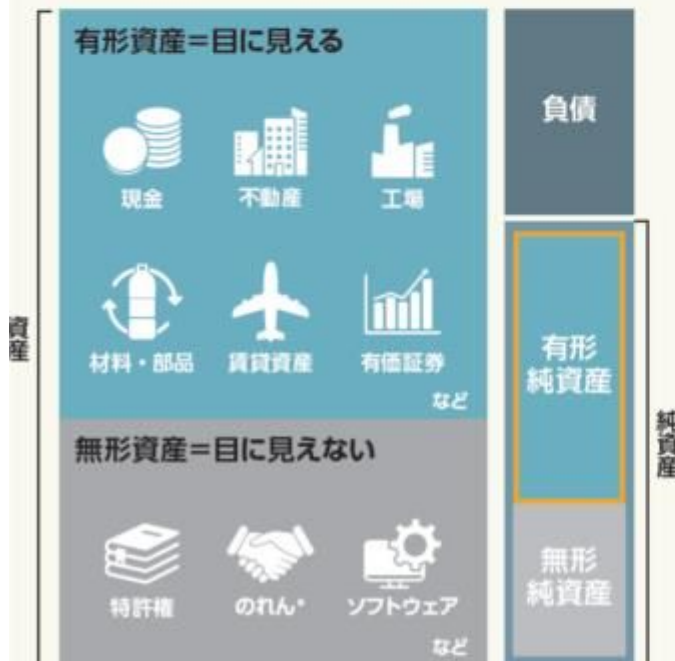 資産
有形資産=目に見える
現金
不動産
工場
材料・部品
賃貸資産
有価証券
など
無形資産=目に見えない
特許権
のれん*
ソフトウェア
など
負債
有形
純資産
無形
純資産
純資産